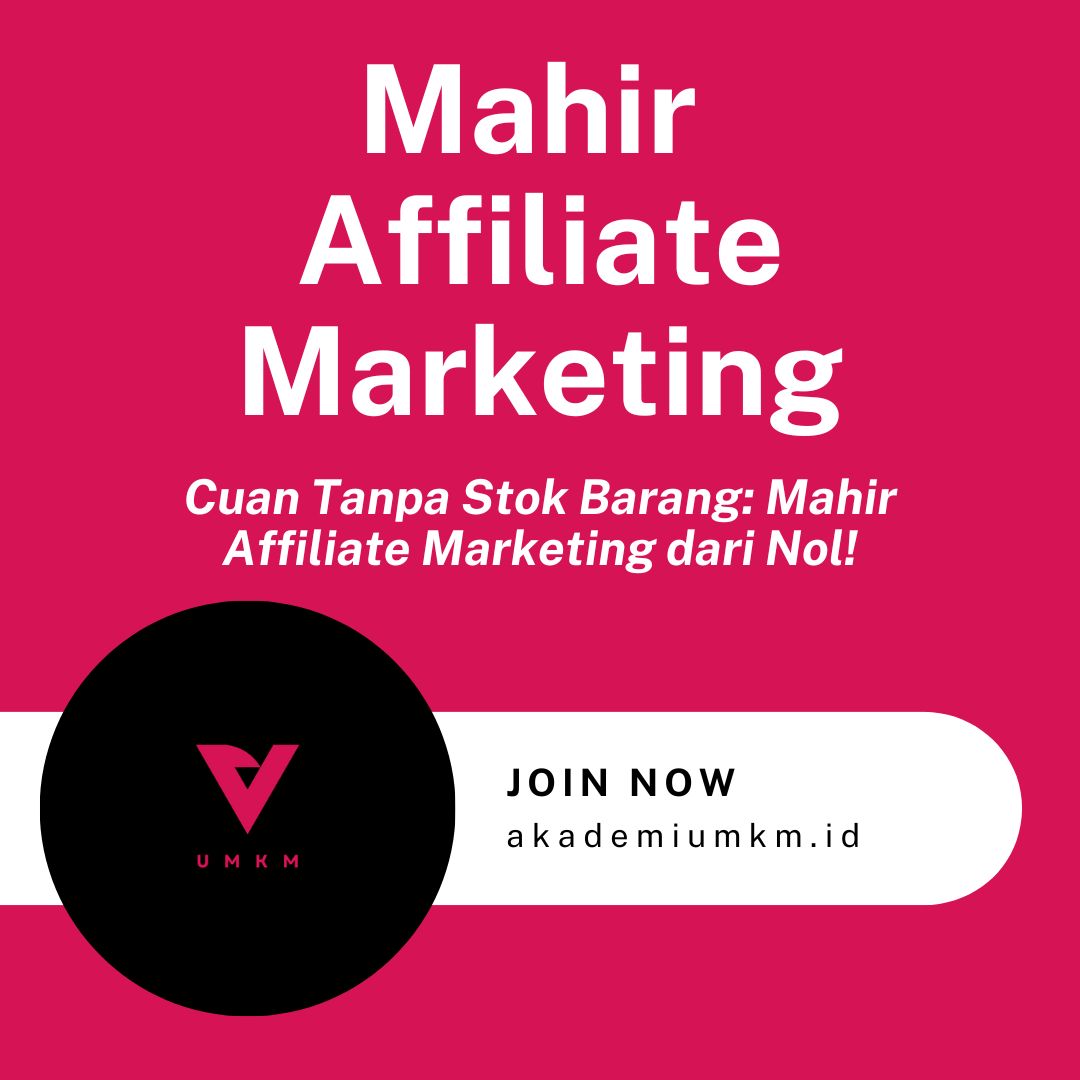 Mahir
Affiliate
Marketing
Cuan Tanpa Stok Barang: Mahir
Affiliate Marketing dari Nol!
UMKM
JOIN NOW
akademiumkm.id